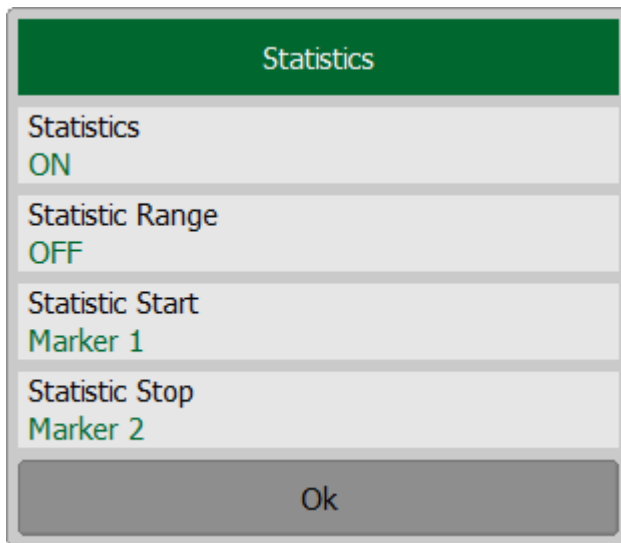 Statistics
Statistics
ON
Statistic Range
OFF
Statistic Start
Marker 1
Statistic Stop
Marker 2
Ok